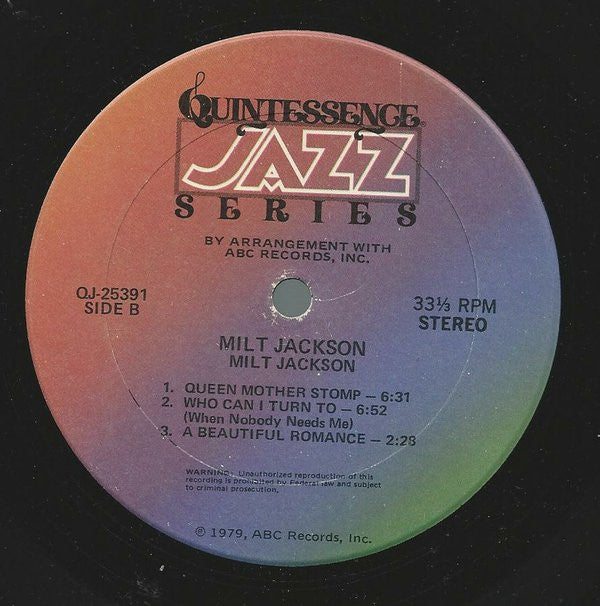 QUINTESSENCE®
JAZZ
SERIES
BY ARRANGEMENT WITH
ABC RECORDS, INC.
QJ-25391
SIDE B
33⅓ RPM
STEREO
MILT JACKSON
MILT JACKSON
1. QUEEN MOTHER STOMP – 6:31
2. WHO CAN I TURN TO – 6:52
(When Nobody Needs Me)
3. A BEAUTIFUL ROMANCE – 2:28
WARNING: Unauthorized reproduction of this
recording is prohibited by Federal law and subject
to criminal prosecution.
© 1979, ABC Records, Inc.